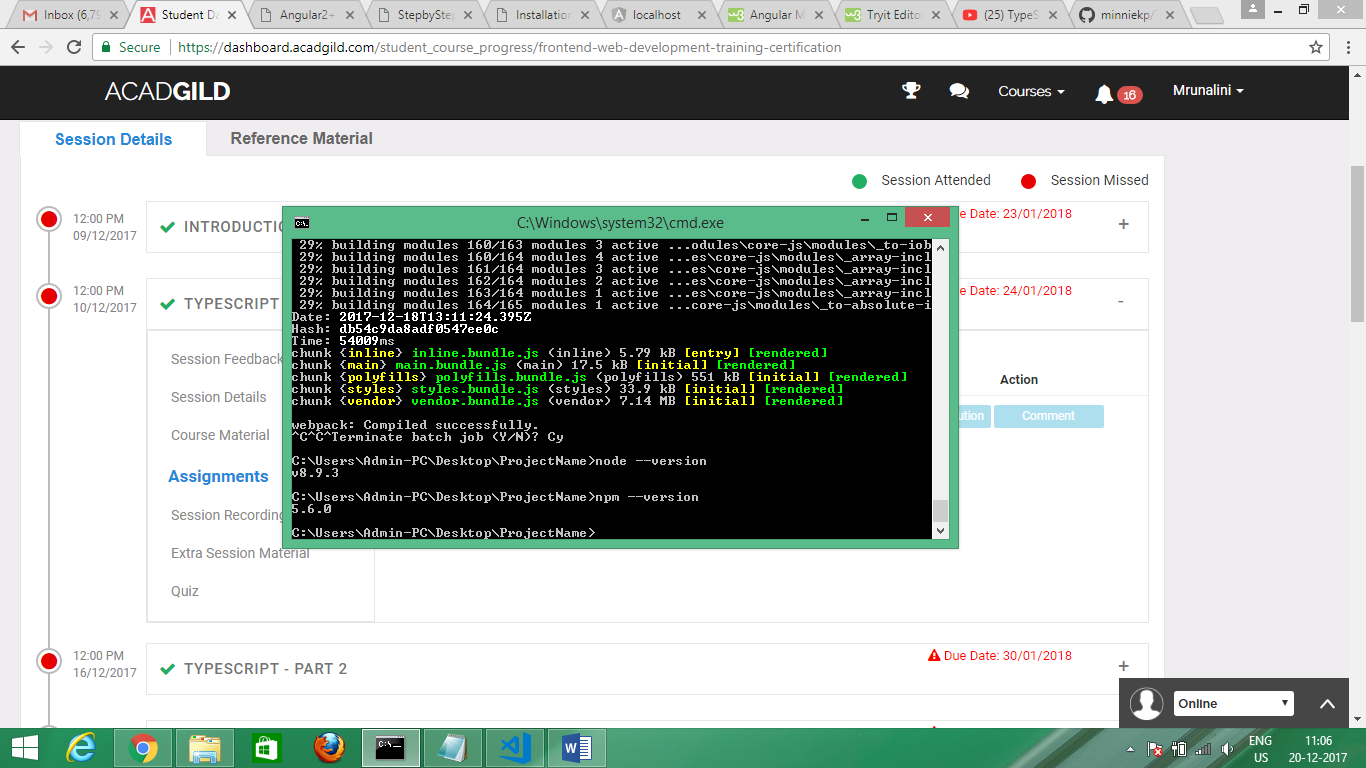 Inbox (6,79
Student Da
Angular2+
StepbySte
Installation
localhost
Angular M
Tryit Edito
(25) TypeS
minniekp/
Secure
https://dashboard.acadgild.com/student_course_progress/frontend-web-development-training-certification
ACADGILD
Courses
16
Mrunalini
Session Details
Reference Material
Session Attended
Session Missed
12:00 PM
09/12/2017
INTRODUCTIO
e Date: 23/01/2018
+
12:00 PM
10/12/2017
TYPESCRIPT
e Date: 24/01/2018
-
Session Feedback
Session Details
Course Material
Assignments
Session Recording
Extra Session Material
Quiz
Action
ution
Comment
C:\Windows\system32\cmd.exe
29% building modules 160/163 modules 3 active ...odules\core-js\modules\_to-iob
29% building modules 160/164 modules 4 active ...es\core-js\modules\_array-incl
29% building modules 161/164 modules 3 active ...es\core-js\modules\_array-incl
29% building modules 162/164 modules 2 active ...es\core-js\modules\_array-incl
29% building modules 163/164 modules 1 active ...es\core-js\modules\_array-incl
29% building modules 164/165 modules 1 active ...core-js\modules\_to-absolute-i
Date: 2017-12-18T13:11:24.395Z
Hash: db54c9da8adf0547ee0c
Time: 54009ms
chunk {inline} inline.bundle.js (inline) 5.79 kB [entry] [rendered]
chunk {main} main.bundle.js (main) 17.5 kB [initial] [rendered]
chunk {polyfills} polyfills.bundle.js (polyfills) 551 kB [initial] [rendered]
chunk {styles} styles.bundle.js (styles) 33.9 kB [initial] [rendered]
chunk {vendor} vendor.bundle.js (vendor) 7.14 MB [initial] [rendered]
webpack: Compiled successfully.
^C^C^Terminate batch job (Y/N)? Cy
C:\Users\Admin-PC\Desktop\ProjectName>node --version
v8.9.3
C:\Users\Admin-PC\Desktop\ProjectName>npm --version
5.6.0
C:\Users\Admin-PC\Desktop\ProjectName>
12:00 PM
16/12/2017
TYPESCRIPT - PART 2
Due Date: 30/01/2018
+
Online
ENG
US
11:06
20-12-2017